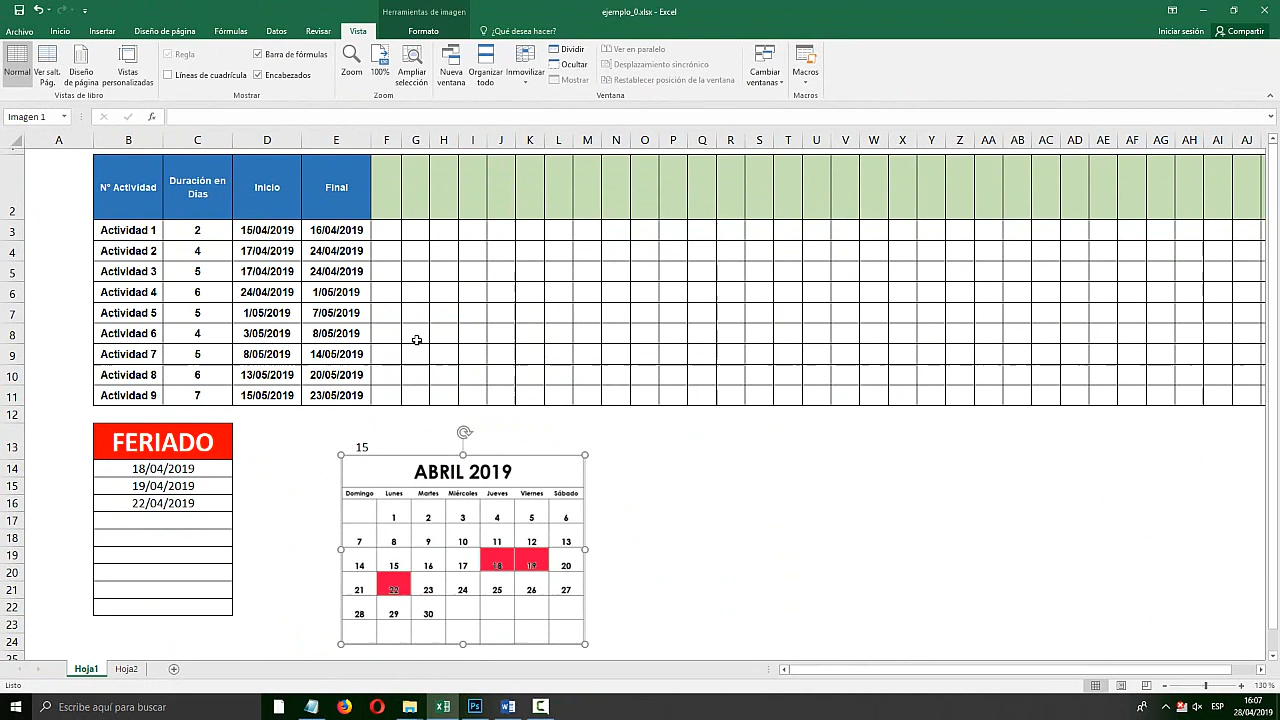 Herramientas de imagen
ejemplo_0.xlsx - Excel
Archivo Inicio Insertar Diseño de página Fórmulas Datos Revisar Vista Formato ¿Qué desea hacer? Iniciar sesión Compartir
Normal Ver salt. Pág. Diseño de página Vistas personalizadas
Vistas de libro
Regla Barra de fórmulas
Líneas de cuadrícula Encabezados
Mostrar
Zoom 100% Ampliar selección
Zoom
Nueva ventana Organizar todo Inmovilizar
Dividir Ver en paralelo
Ocultar Desplazamiento sincrónico
Mostrar Restablecer posición de la ventana
Ventana
Cambiar ventanas
Macros
Macros
Imagen 1 fx
A B C D E F G H I J K L M N O P Q R S T U V W X Y Z AA AB AC AD AE AF AG AH AI AJ
2 N° Actividad Duración en Días Inicio Final
3 Actividad 1 2 15/04/2019 16/04/2019
4 Actividad 2 4 17/04/2019 24/04/2019
5 Actividad 3 5 17/04/2019 24/04/2019
6 Actividad 4 6 24/04/2019 1/05/2019
7 Actividad 5 5 1/05/2019 7/05/2019
8 Actividad 6 4 3/05/2019 8/05/2019
9 Actividad 7 5 8/05/2019 14/05/2019
10 Actividad 8 6 13/05/2019 20/05/2019
11 Actividad 9 7 15/05/2019 23/05/2019
12
13 FERIADO 15
14 18/04/2019
15 19/04/2019
16 22/04/2019
17
18
19
20
21
22
23
24
25
ABRIL 2019
Domingo Lunes Martes Miércoles Jueves Viernes Sábado
1 2 3 4 5 6
7 8 9 10 11 12 13
14 15 16 17 18 19 20
21 22 23 24 25 26 27
28 29 30
Hoja1 Hoja2
Listo 130 %
Escribe aquí para buscar
ESP
16:07
28/04/2019